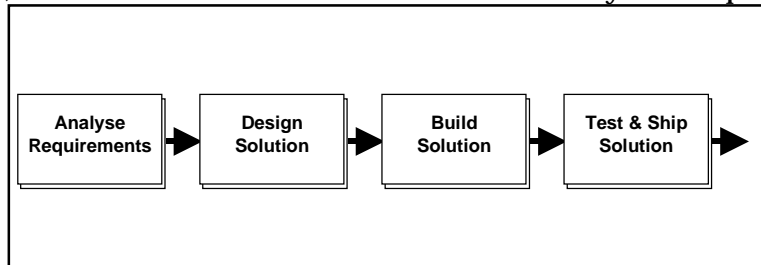 Analyse
Requirements
Design
Solution
Build
Solution
Test & Ship
Solution